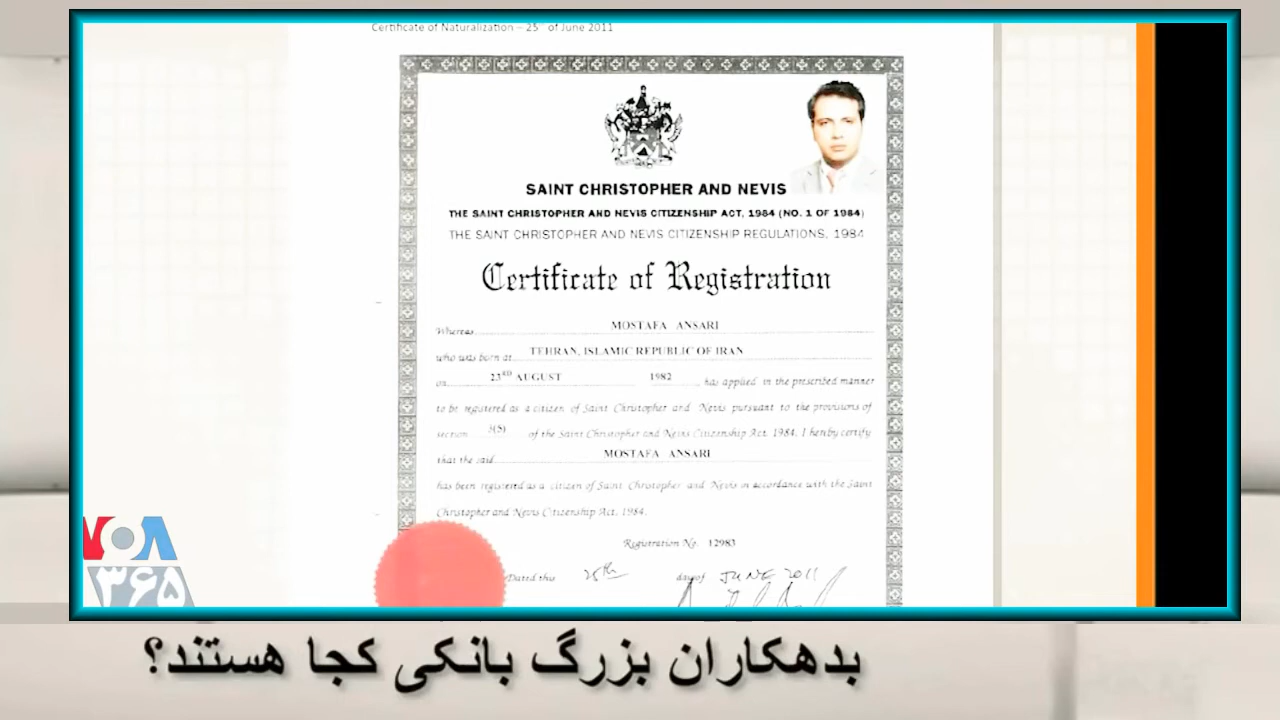 Certificate of Naturalization – 25 of June 2011
SAINT CHRISTOPHER AND NEVIS
THE SAINT CHRISTOPHER AND NEVIS CITIZENSHIP ACT, 1984 (NO. 1 OF 1984)
THE SAINT CHRISTOPHER AND NEVIS CITIZENSHIP REGULATIONS, 1984
Certificate of Registration
Whereas MOSTAFA ANSARI
who was born at TEHRAN, ISLAMIC REPUBLIC OF IRAN
on 23RD AUGUST 1982 has applied in the prescribed manner
to be registered as a citizen of Saint Christopher and Nevis pursuant to the provisions of
section 3(5) of the Saint Christopher and Nevis Citizenship Act. 1984. I hereby certify
that the said MOSTAFA ANSARI
has been registered as a citizen of Saint Christopher and Nevis in accordance with the Saint
Christopher and Nevis Citizenship Act. 1984.
Registration No. 12983
Dated this 25th day of JUNE 2011
VOA
۳۶۵
بدهکاران بزرگ بانکی کجا هستند؟